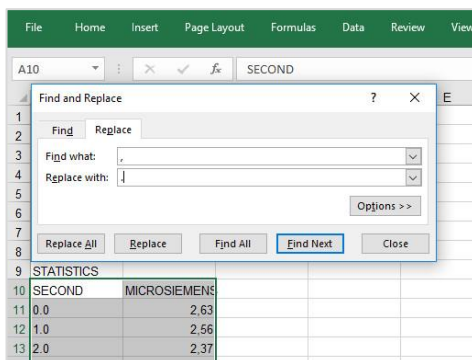 File Home Insert Page Layout Formulas Data Review View
A10 fx SECOND
Find and Replace ? ×
E
Find Replace
Find what: ,
Replace with: .
Options >>
Replace All Replace Find All Find Next Close
1
2
3
4
5
6
7
8
9 STATISTICS
10 SECOND MICROSIEMENS
11 0.0 2,63
12 1.0 2,56
13 2.0 2,37